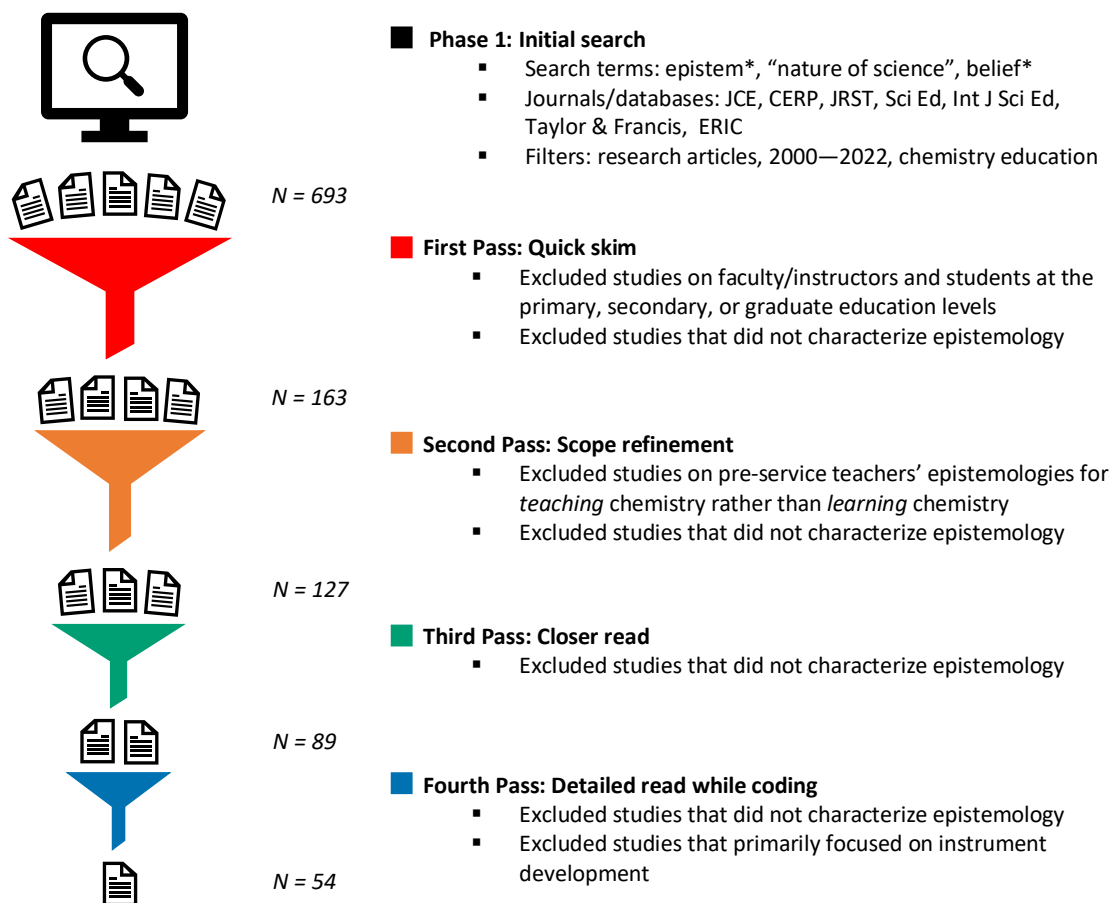 Phase 1: Initial search
▪ Search terms: epistem*, “nature of science”, belief*
▪ Journals/databases: JCE, CERP, JRST, Sci Ed, Int J Sci Ed,
Taylor & Francis, ERIC
▪ Filters: research articles, 2000—2022, chemistry education
N = 693
First Pass: Quick skim
▪ Excluded studies on faculty/instructors and students at the
primary, secondary, or graduate education levels
▪ Excluded studies that did not characterize epistemology
N = 163
Second Pass: Scope refinement
▪ Excluded studies on pre-service teachers’ epistemologies for
teaching chemistry rather than learning chemistry
▪ Excluded studies that did not characterize epistemology
N = 127
Third Pass: Closer read
▪ Excluded studies that did not characterize epistemology
N = 89
Fourth Pass: Detailed read while coding
▪ Excluded studies that did not characterize epistemology
▪ Excluded studies that primarily focused on instrument
development
N = 54